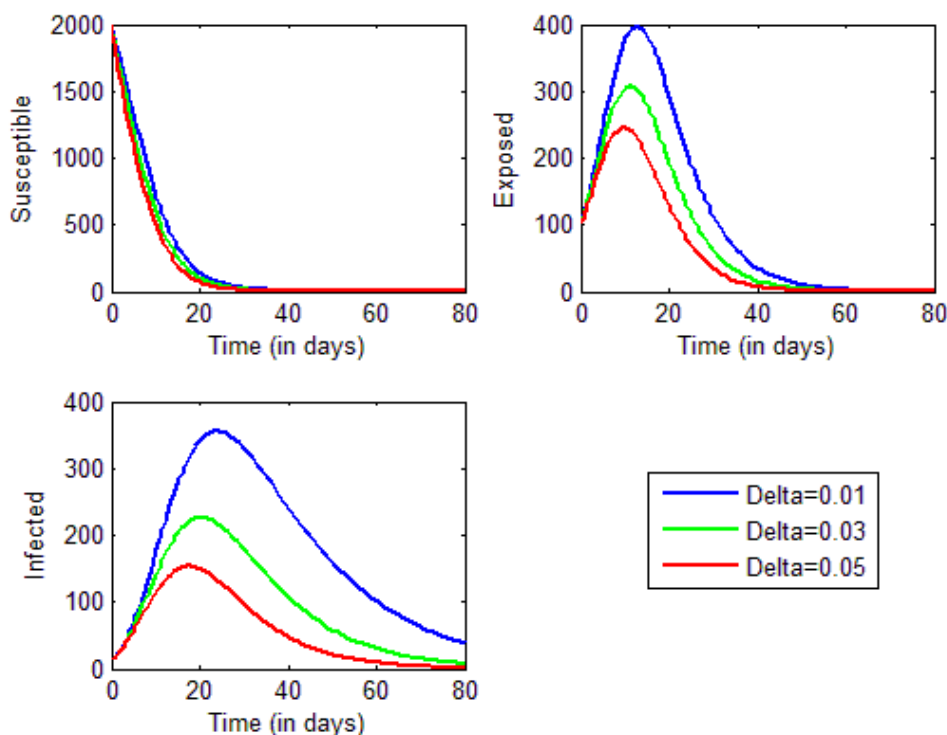 Susceptible
2000
1500
1000
500
0
0 20 40 60 80
Time (in days)
Exposed
400
300
200
100
0
0 20 40 60 80
Time (in days)
Infected
400
300
200
100
0
0 20 40 60 80
Time (in days)
Delta=0.01
Delta=0.03
Delta=0.05